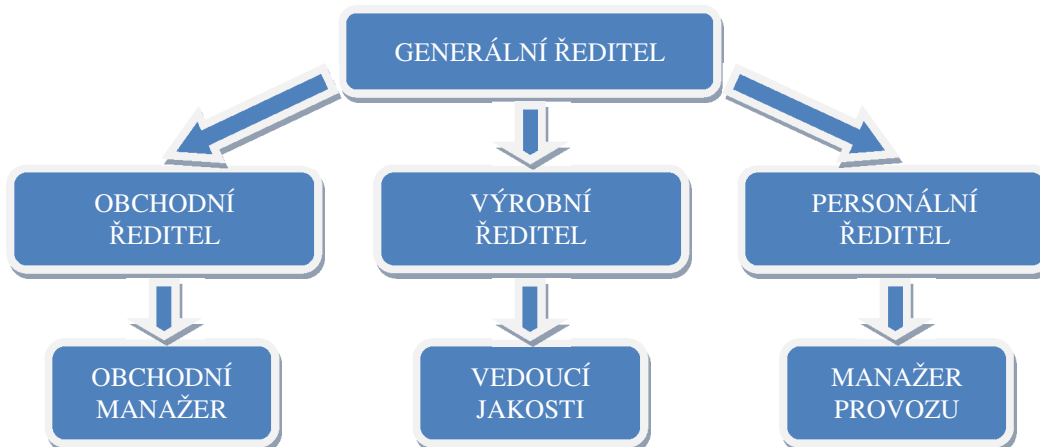 GENERÁLNÍ ŘEDITEL
OBCHODNÍ
ŘEDITEL
VÝROBNÍ
ŘEDITEL
PERSONÁLNÍ
ŘEDITEL
OBCHODNÍ
MANAŽER
VEDOUCÍ
JAKOSTI
MANAŽER
PROVOZU